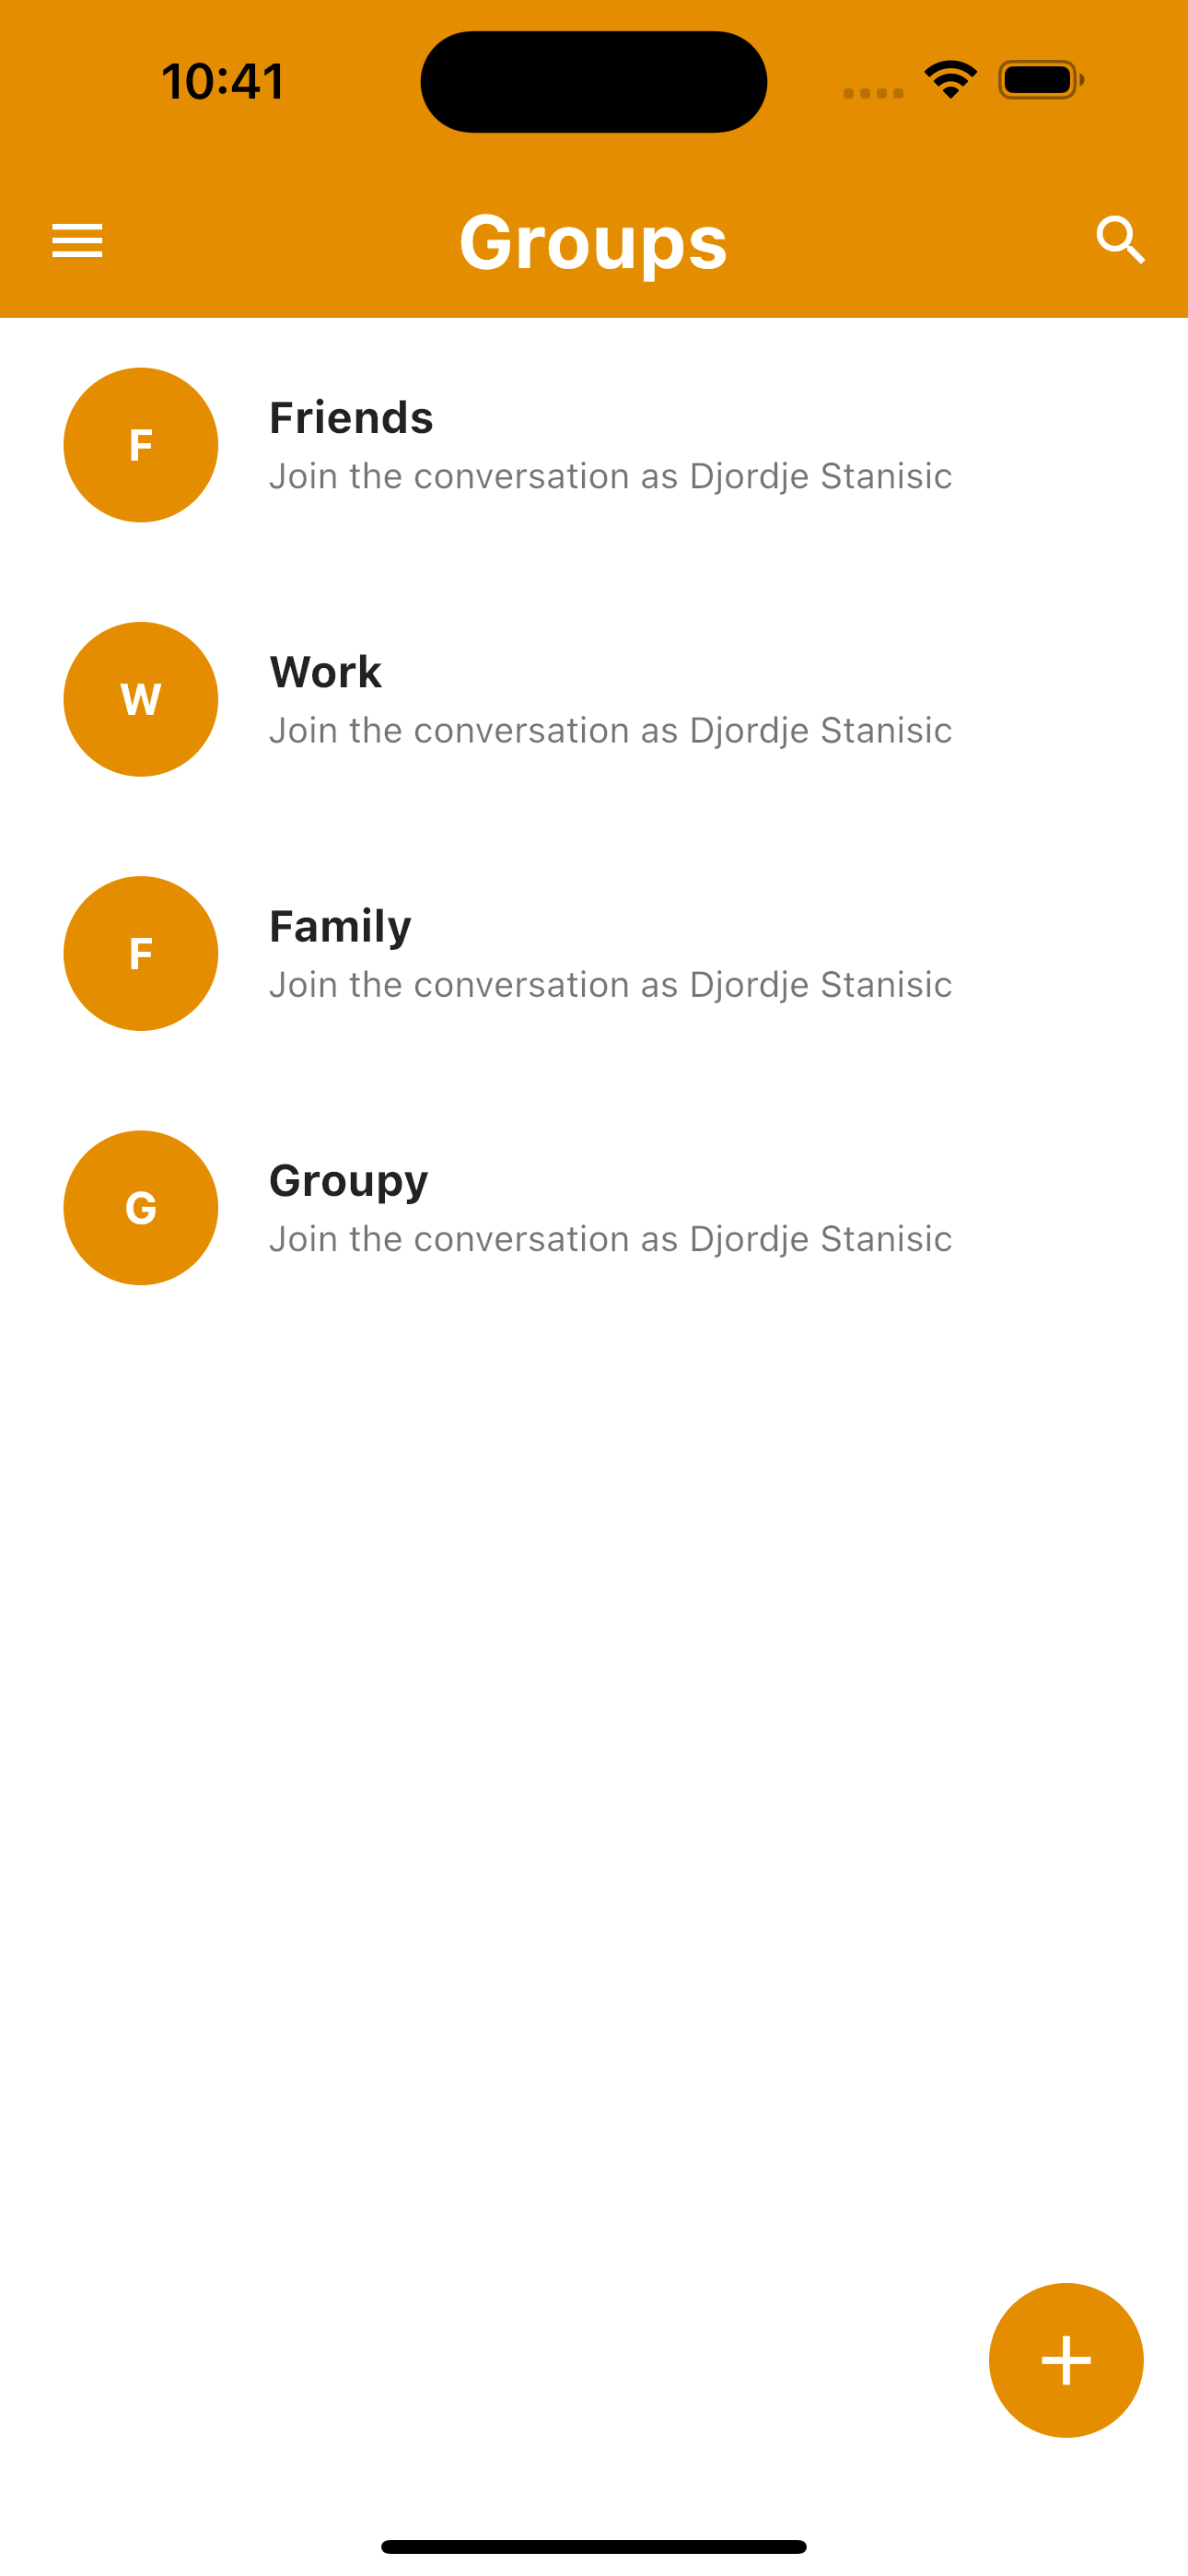 10:41
Groups
F
Friends
Join the conversation as Djordje Stanisic
W
Work
Join the conversation as Djordje Stanisic
F
Family
Join the conversation as Djordje Stanisic
G
Groupy
Join the conversation as Djordje Stanisic